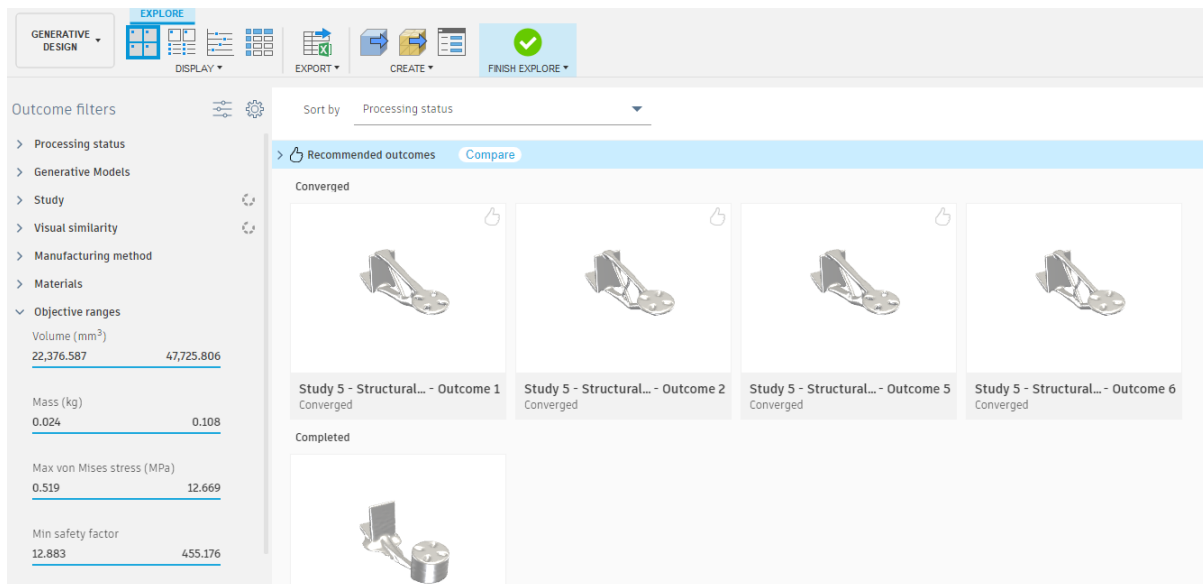 EXPLORE
GENERATIVE
DESIGN
DISPLAY
EXPORT
CREATE
FINISH EXPLORE
Outcome filters
Processing status
Generative Models
Study
Visual similarity
Manufacturing method
Materials
Objective ranges
Volume (mm³)
22,376.587 47,725.806
Mass (kg)
0.024 0.108
Max von Mises stress (MPa)
0.519 12.669
Min safety factor
12.883 455.176
Sort by Processing status
Recommended outcomes Compare
Converged
Study 5 - Structural... - Outcome 1
Converged
Study 5 - Structural... - Outcome 2
Converged
Study 5 - Structural... - Outcome 5
Converged
Study 5 - Structural... - Outcome 6
Converged
Completed